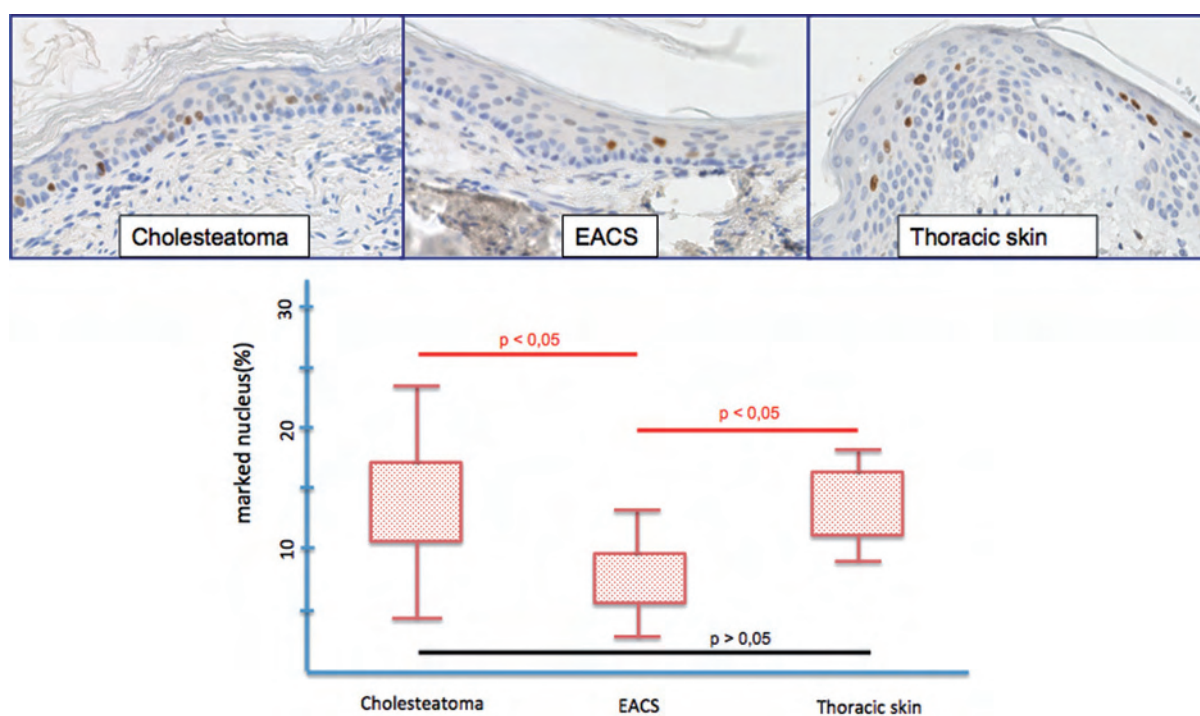 Cholesteatoma
EACS
Thoracic skin
marked nucleus(%)
30
20
10
p < 0,05
p < 0,05
p > 0,05
Cholesteatoma
EACS
Thoracic skin